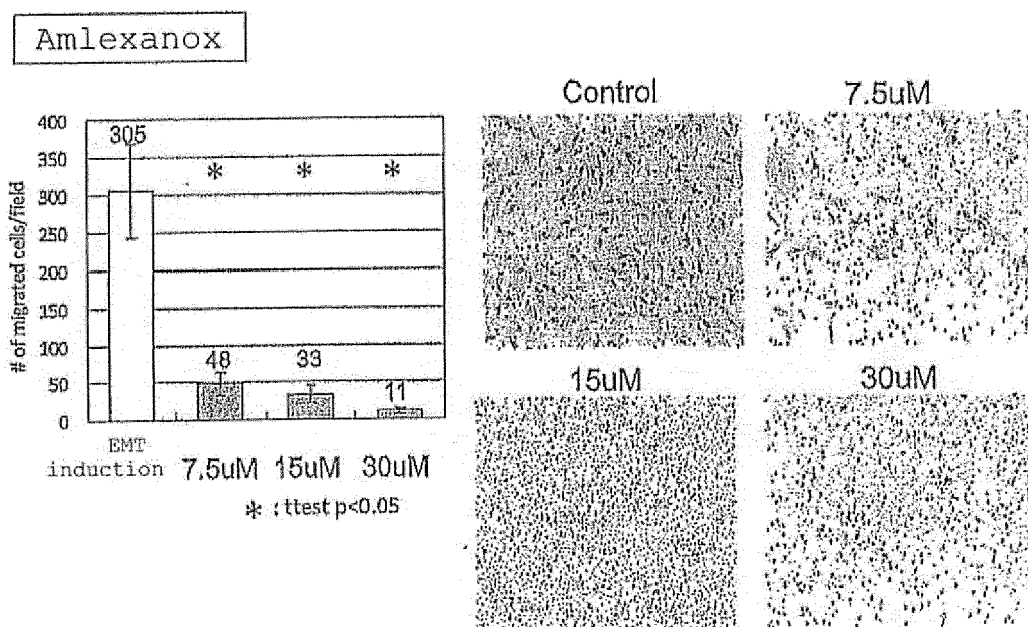 Amlexanox
# of migrated cells/field
400
350
300
250
200
150
100
50
0
305
* * *
48
33
11
EMT
induction
7.5uM 15uM 30uM
* : ttest p<0.05
Control
7.5uM
15uM
30uM